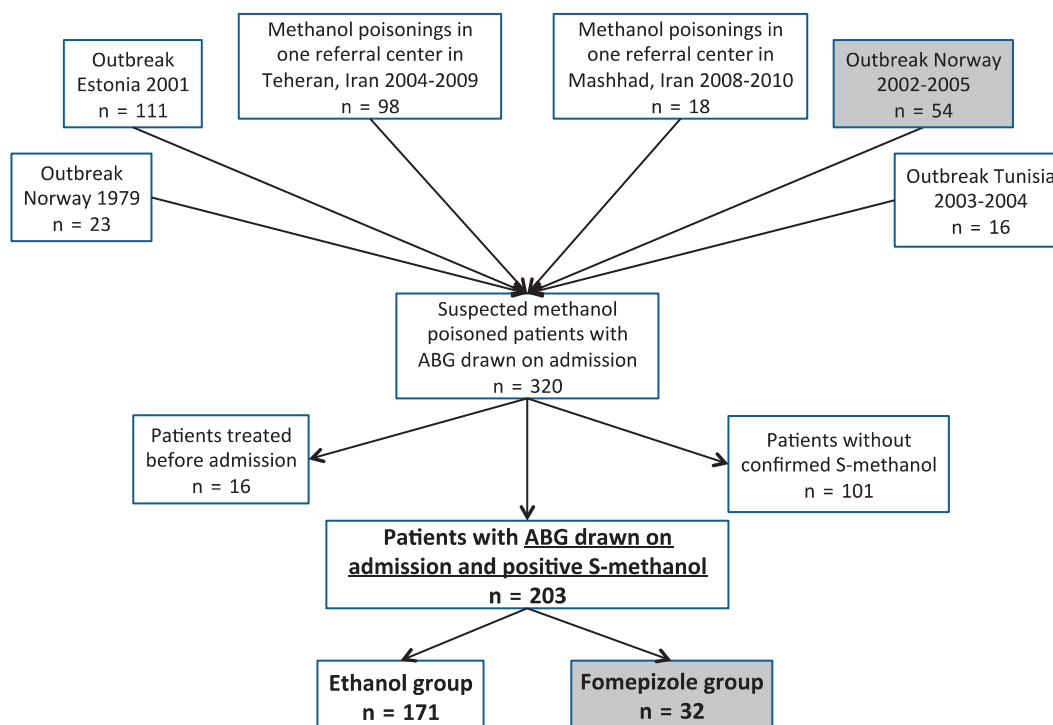 Outbreak
Estonia 2001
n = 111
Methanol poisonings in
one referral center in
Teheran, Iran 2004-2009
n = 98
Methanol poisonings in
one referral center in
Mashhad, Iran 2008-2010
n = 18
Outbreak Norway
2002-2005
n = 54
Outbreak
Norway 1979
n = 23
Outbreak Tunisia
2003-2004
n = 16
Suspected methanol
poisoned patients with
ABG drawn on admission
n = 320
Patients treated
before admission
n = 16
Patients without
confirmed S-methanol
n = 101
Patients with ABG drawn on
admission and positive S-methanol
n = 203
Ethanol group
n = 171
Fomepizole group
n = 32